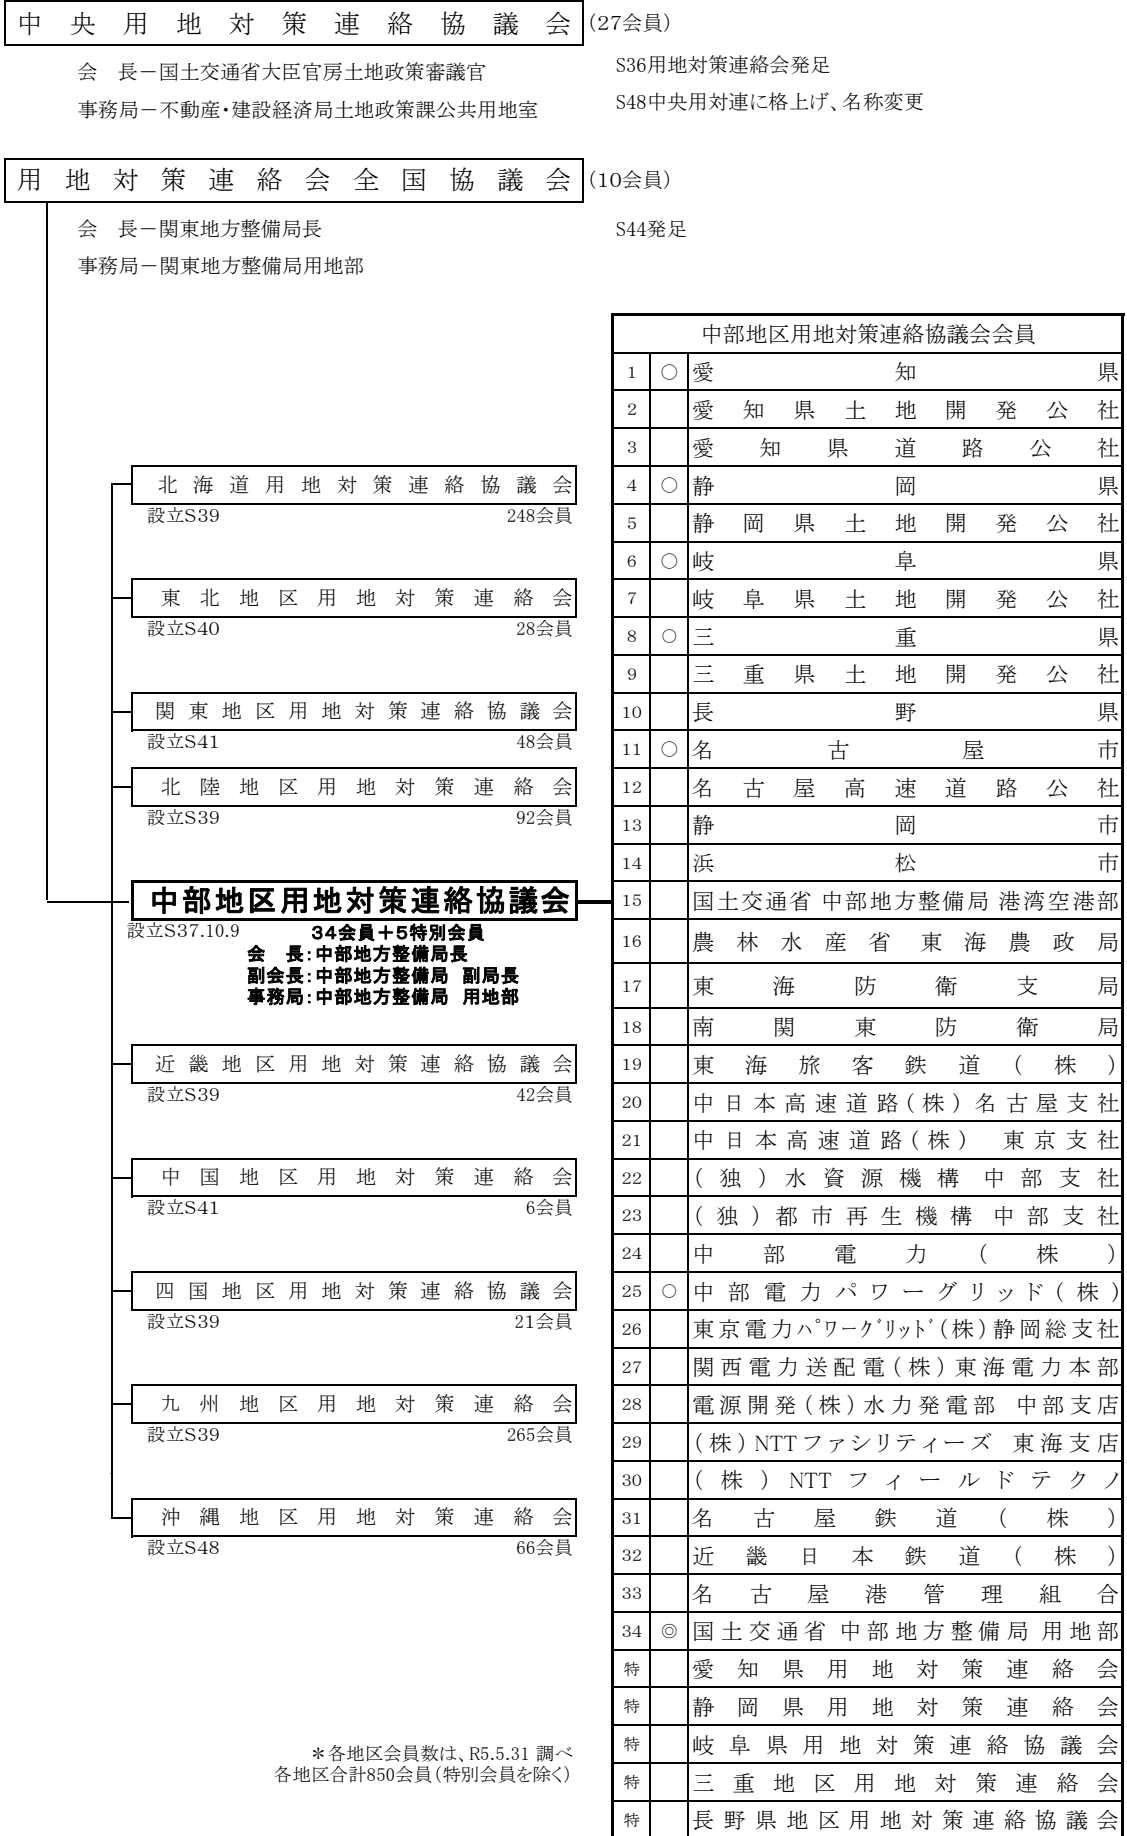 中央用地対策連絡協議会(27会員)
会　長－国土交通省大臣官房土地政策審議官
S36用地対策連絡会発足
事務局－不動産・建設経済局土地政策課公共用地室
S48中央用対連に格上げ、名称変更
用地対策連絡会全国協議会(10会員)
会　長－関東地方整備局長
S44発足
事務局－関東地方整備局用地部
北海道用地対策連絡協議会
設立S39 248会員
東北地区用地対策連絡会
設立S40 28会員
関東地区用地対策連絡協議会
設立S41 48会員
北陸地区用地対策連絡会
設立S39 92会員
中部地区用地対策連絡協議会
設立S37.10.9 34会員＋5特別会員
会　長：中部地方整備局長
副会長：中部地方整備局 副局長
事務局：中部地方整備局 用地部
近畿地区用地対策連絡協議会
設立S39 42会員
中国地区用地対策連絡会
設立S41 6会員
四国地区用地対策連絡協議会
設立S39 21会員
九州地区用地対策連絡会
設立S39 265会員
沖縄地区用地対策連絡会
設立S48 66会員
＊各地区会員数は、R5.5.31 調べ
各地区合計850会員(特別会員を除く)
中部地区用地対策連絡協議会会員
1 ○ 愛知県
2 愛知県土地開発公社
3 愛知県道路公社
4 ○ 静岡県
5 静岡県土地開発公社
6 ○ 岐阜県
7 岐阜県土地開発公社
8 ○ 三重県
9 三重県土地開発公社
10 長野県
11 ○ 名古屋市
12 名古屋高速道路公社
13 静岡市
14 浜松市
15 国土交通省 中部地方整備局 港湾空港部
16 農林水産省東海農政局
17 東海防衛支局
18 南関東防衛局
19 東海旅客鉄道(株)
20 中日本高速道路(株)名古屋支社
21 中日本高速道路(株) 東京支社
22 (独)水資源機構 中部支社
23 (独)都市再生機構 中部支社
24 中部電力(株)
25 ○ 中部電力パワーグリッド(株)
26 東京電力ﾊﾟﾜｰｸﾞﾘｯﾄﾞ(株)静岡総支社
27 関西電力送配電(株)東海電力本部
28 電源開発(株)水力発電部 中部支店
29 (株)NTTファシリティーズ 東海支店
30 (株)NTTフィールドテクノ
31 名古屋鉄道(株)
32 近畿日本鉄道(株)
33 名古屋港管理組合
34 ◎ 国土交通省 中部地方整備局 用地部
特 愛知県用地対策連絡会
特 静岡県用地対策連絡会
特 岐阜県用地対策連絡協議会
特 三重地区用地対策連絡会
特 長野県地区用地対策連絡協議会